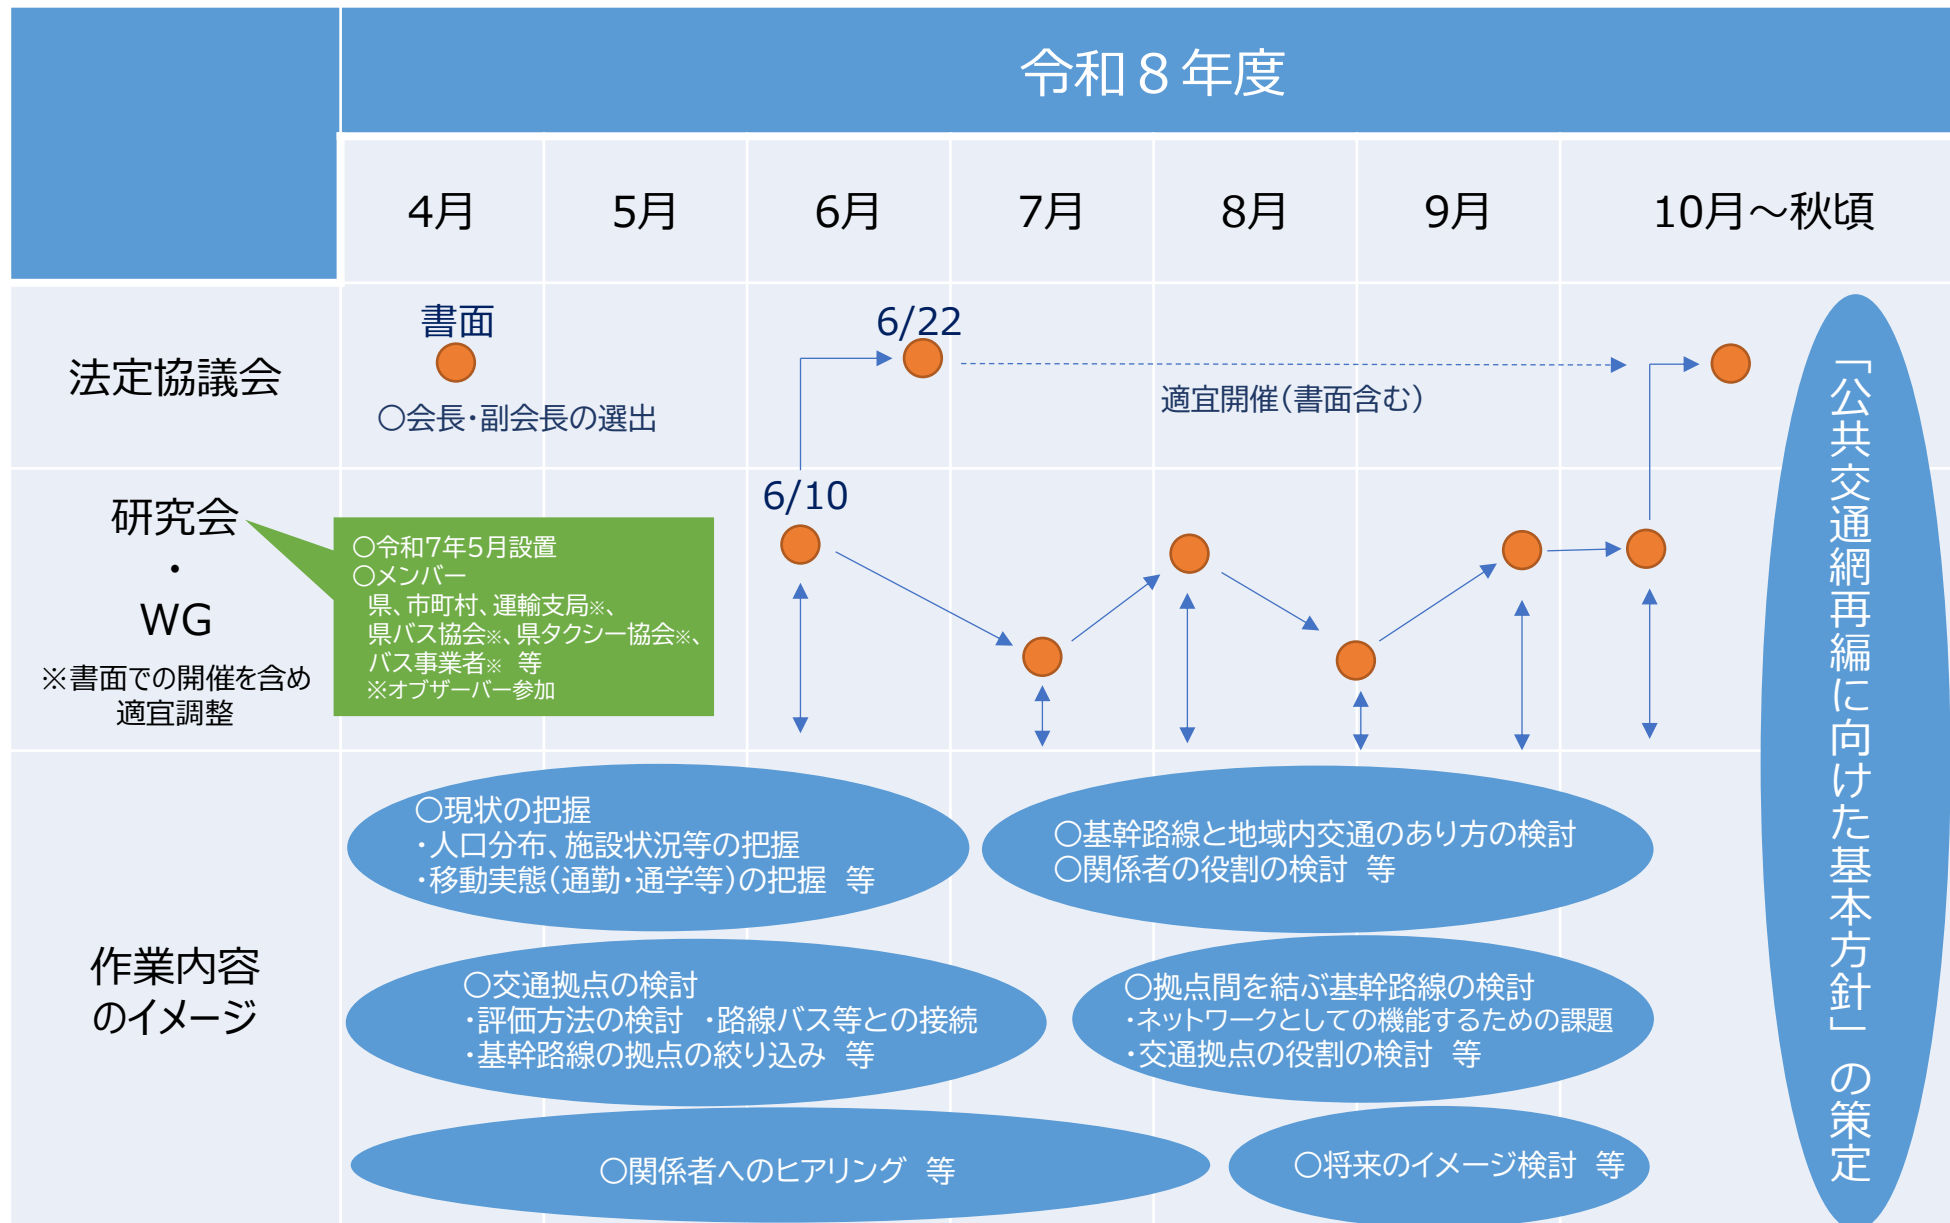 令和８年度
4月
5月
6月
7月
8月
9月
10月～秋頃
法定協議会
書面
○会長・副会長の選出
6/22
適宜開催（書面含む）
研究会
・
WG
※書面での開催を含め
適宜調整
○令和7年5月設置
○メンバー
県、市町村、運輸支局※、
県バス協会※、県タクシー協会※、
バス事業者※　等
※オブザーバー参加
6/10
作業内容
のイメージ
○現状の把握
・人口分布、施設状況等の把握
・移動実態（通勤・通学等）の把握　等
○基幹路線と地域内交通のあり方の検討
○関係者の役割の検討　等
○交通拠点の検討
・評価方法の検討　・路線バス等との接続
・基幹路線の拠点の絞り込み　等
○拠点間を結ぶ基幹路線の検討
・ネットワークとしての機能するための課題
・交通拠点の役割の検討　等
○関係者へのヒアリング　等
○将来のイメージ検討　等
「公共交通網再編に向けた基本方針」の策定